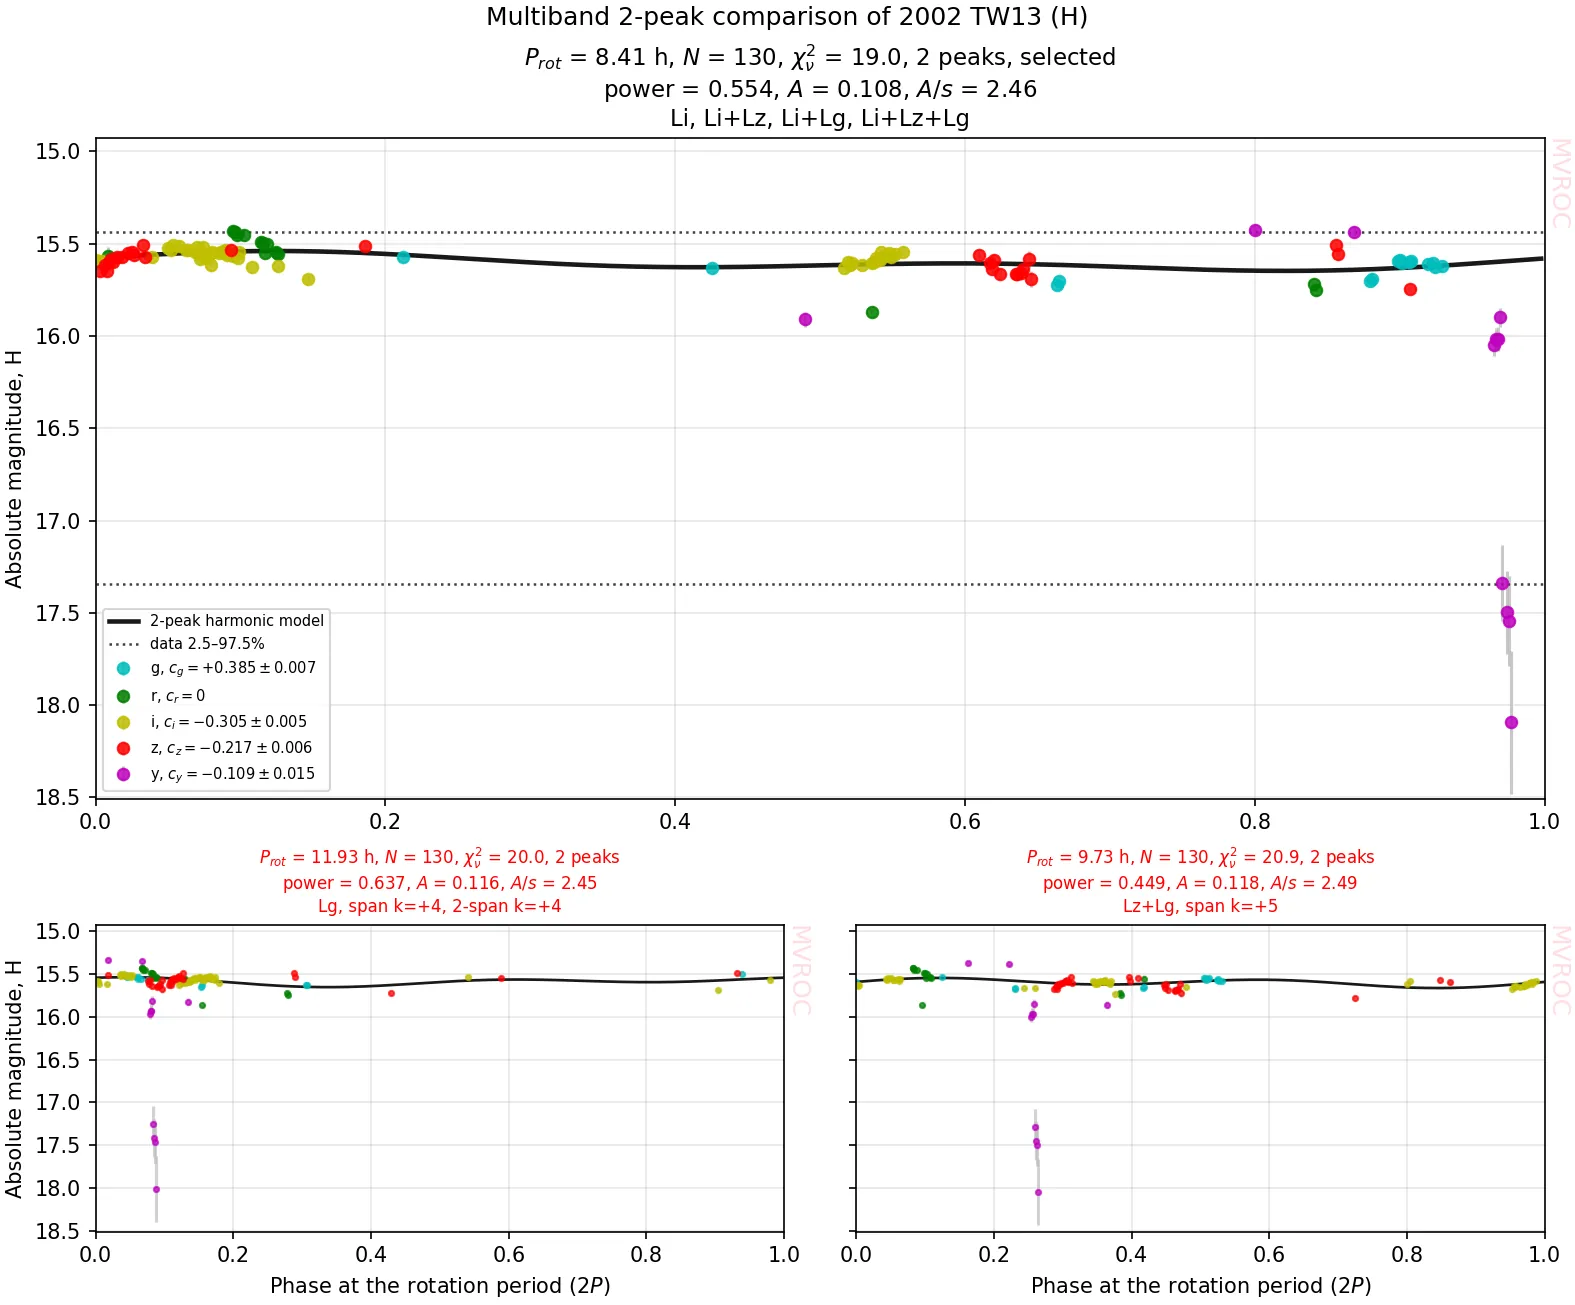 Multiband 2-peak comparison of 2002 TW13 (H)
P_rot = 8.41 h, N = 130, χ²_ν = 19.0, 2 peaks, selected
power = 0.554, A = 0.108, A/s = 2.46
Li, Li+Lz, Li+Lg, Li+Lz+Lg
Absolute magnitude, H
15.0
15.5
16.0
16.5
17.0
17.5
18.0
18.5
2-peak harmonic model
data 2.5–97.5%
g, c_g = +0.385 ± 0.007
r, c_r = 0
i, c_i = −0.305 ± 0.005
z, c_z = −0.217 ± 0.006
y, c_y = −0.109 ± 0.015
0.0 0.2 0.4 0.6 0.8 1.0
MVROC
P_rot = 11.93 h, N = 130, χ²_ν = 20.0, 2 peaks
power = 0.637, A = 0.116, A/s = 2.45
Lg, span k=+4, 2-span k=+4
Absolute magnitude, H
15.0
15.5
16.0
16.5
17.0
17.5
18.0
18.5
0.0 0.2 0.4 0.6 0.8 1.0
Phase at the rotation period (2P)
MVROC
P_rot = 9.73 h, N = 130, χ²_ν = 20.9, 2 peaks
power = 0.449, A = 0.118, A/s = 2.49
Lz+Lg, span k=+5
0.0 0.2 0.4 0.6 0.8 1.0
Phase at the rotation period (2P)
MVROC